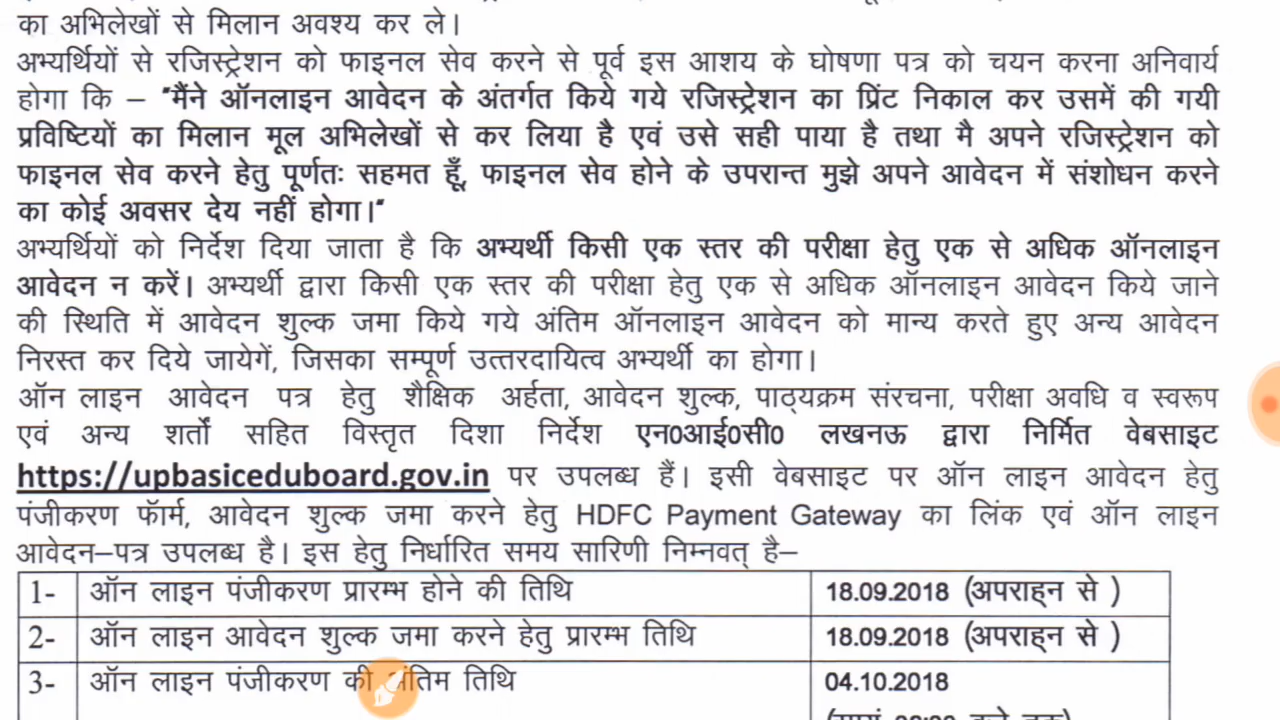 का अभिलेखों से मिलान अवश्य कर ले।
अभ्यर्थियों से रजिस्ट्रेशन को फाइनल सेव करने से पूर्व इस आशय के घोषणा पत्र को चयन करना अनिवार्य
होगा कि – "मैंने ऑनलाइन आवेदन के अंतर्गत किये गये रजिस्ट्रेशन का प्रिंट निकाल कर उसमें की गयी
प्रविष्टियों का मिलान मूल अभिलेखों से कर लिया है एवं उसे सही पाया है तथा मै अपने रजिस्ट्रेशन को
फाइनल सेव करने हेतु पूर्णतः सहमत हूँ, फाइनल सेव होने के उपरान्त मुझे अपने आवेदन में संशोधन करने
का कोई अवसर देय नहीं होगा।"
अभ्यर्थियों को निर्देश दिया जाता है कि अभ्यर्थी किसी एक स्तर की परीक्षा हेतु एक से अधिक ऑनलाइन
आवेदन न करें। अभ्यर्थी द्वारा किसी एक स्तर की परीक्षा हेतु एक से अधिक ऑनलाइन आवेदन किये जाने
की स्थिति में आवेदन शुल्क जमा किये गये अंतिम ऑनलाइन आवेदन को मान्य करते हुए अन्य आवेदन
निरस्त कर दिये जायेगें, जिसका सम्पूर्ण उत्तरदायित्व अभ्यर्थी का होगा।
ऑन लाइन आवेदन पत्र हेतु शैक्षिक अर्हता, आवेदन शुल्क, पाठ्यक्रम संरचना, परीक्षा अवधि व स्वरूप
एवं अन्य शर्तों सहित विस्तृत दिशा निर्देश एन0आई0सी0 लखनऊ द्वारा निर्मित वेबसाइट
https://upbasiceduboard.gov.in पर उपलब्ध हैं। इसी वेबसाइट पर ऑन लाइन आवेदन हेतु
पंजीकरण फॅार्म, आवेदन शुल्क जमा करने हेतु HDFC Payment Gateway का लिंक एवं ऑन लाइन
आवेदन–पत्र उपलब्ध है। इस हेतु निर्धारित समय सारिणी निम्नवत् है–
1- ऑन लाइन पंजीकरण प्रारम्भ होने की तिथि 18.09.2018 (अपराह्न से )
2- ऑन लाइन आवेदन शुल्क जमा करने हेतु प्रारम्भ तिथि 18.09.2018 (अपराह्न से )
3- ऑन लाइन पंजीकरण की अंतिम तिथि 04.10.2018